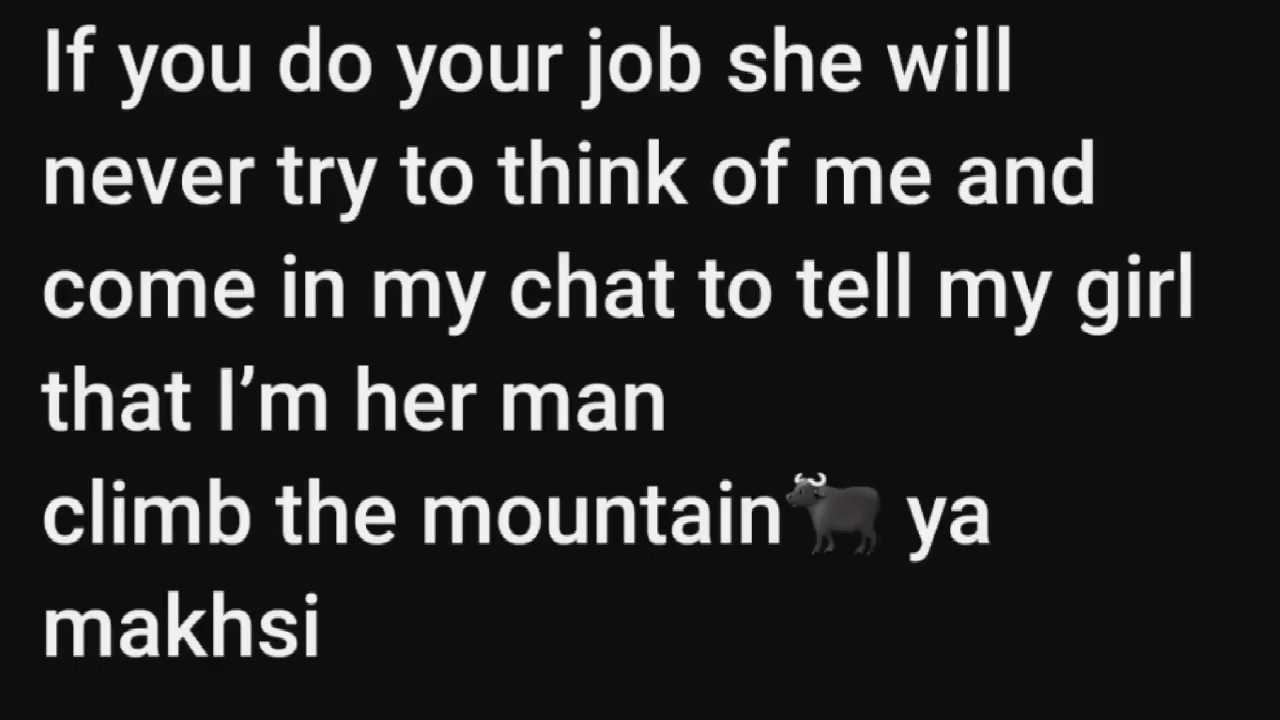 If you do your job she will
never try to think of me and
come in my chat to tell my girl
that I’m her man
climb the mountain🐃 ya
makhsi